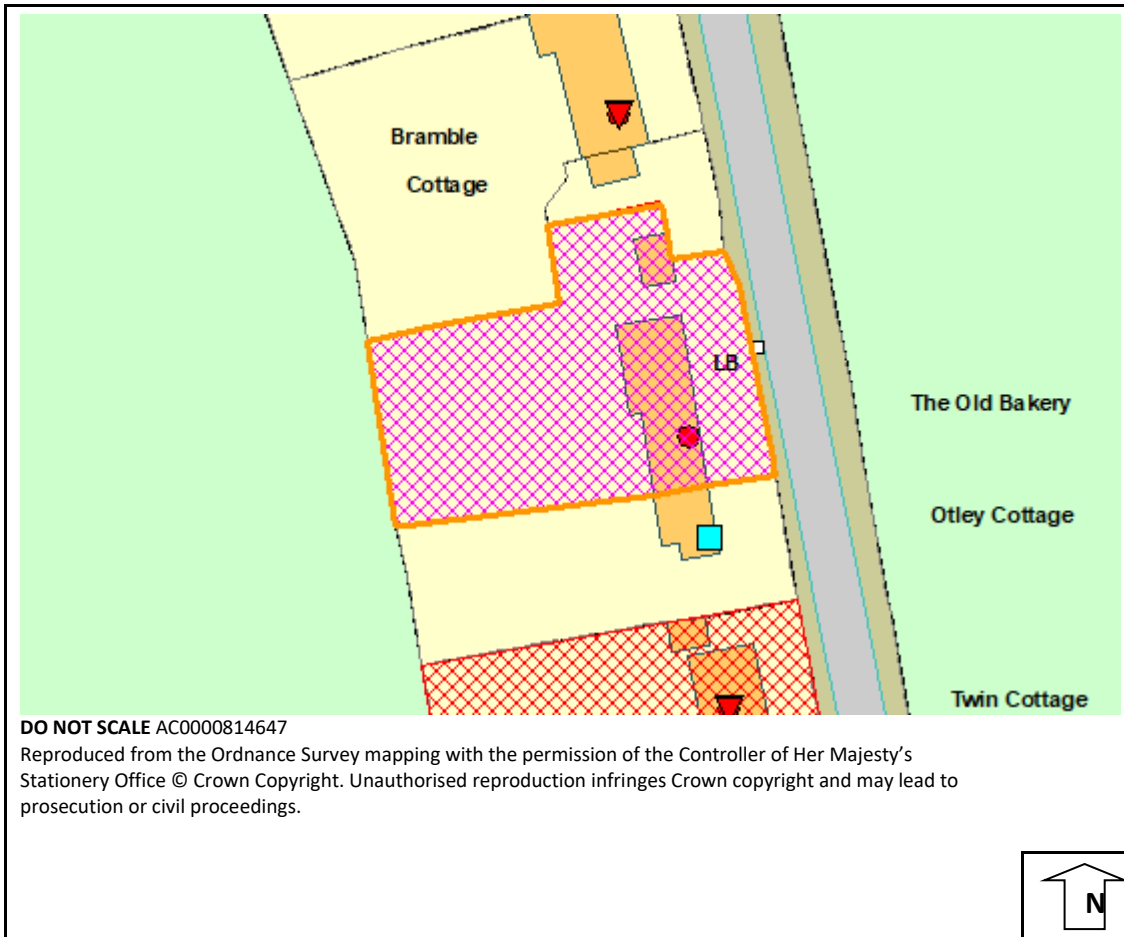 Bramble
Cottage
LB
The Old Bakery
Otley Cottage
Twin Cottage
DO NOT SCALE AC0000814647
Reproduced from the Ordnance Survey mapping with the permission of the Controller of Her Majesty’s
Stationery Office © Crown Copyright. Unauthorised reproduction infringes Crown copyright and may lead to
prosecution or civil proceedings.
N